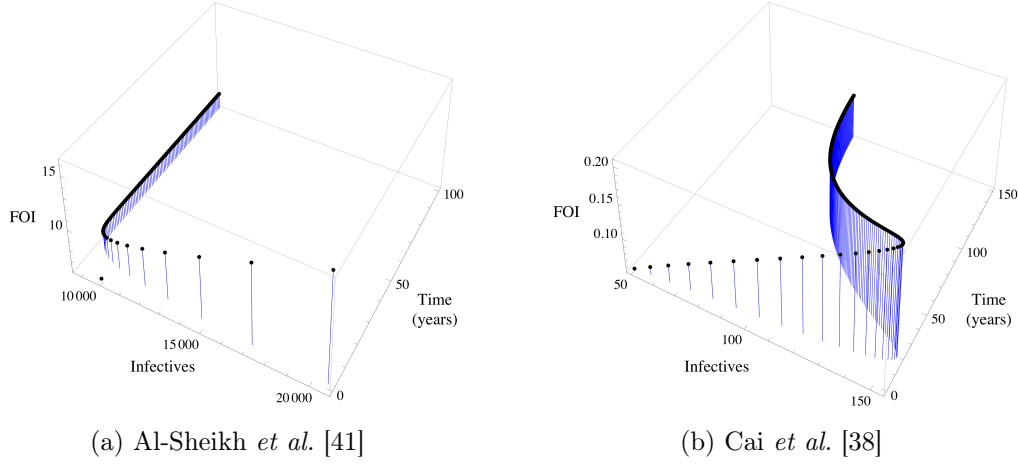 15
FOI
10
10 000
15 000
Infectives
20 000
0
50
Time
(years)
100
(a) Al-Sheikh et al. [41]
0.20
0.15
FOI
0.10
50
100
Infectives
150
0
50
Time
(years)
100
150
(b) Cai et al. [38]